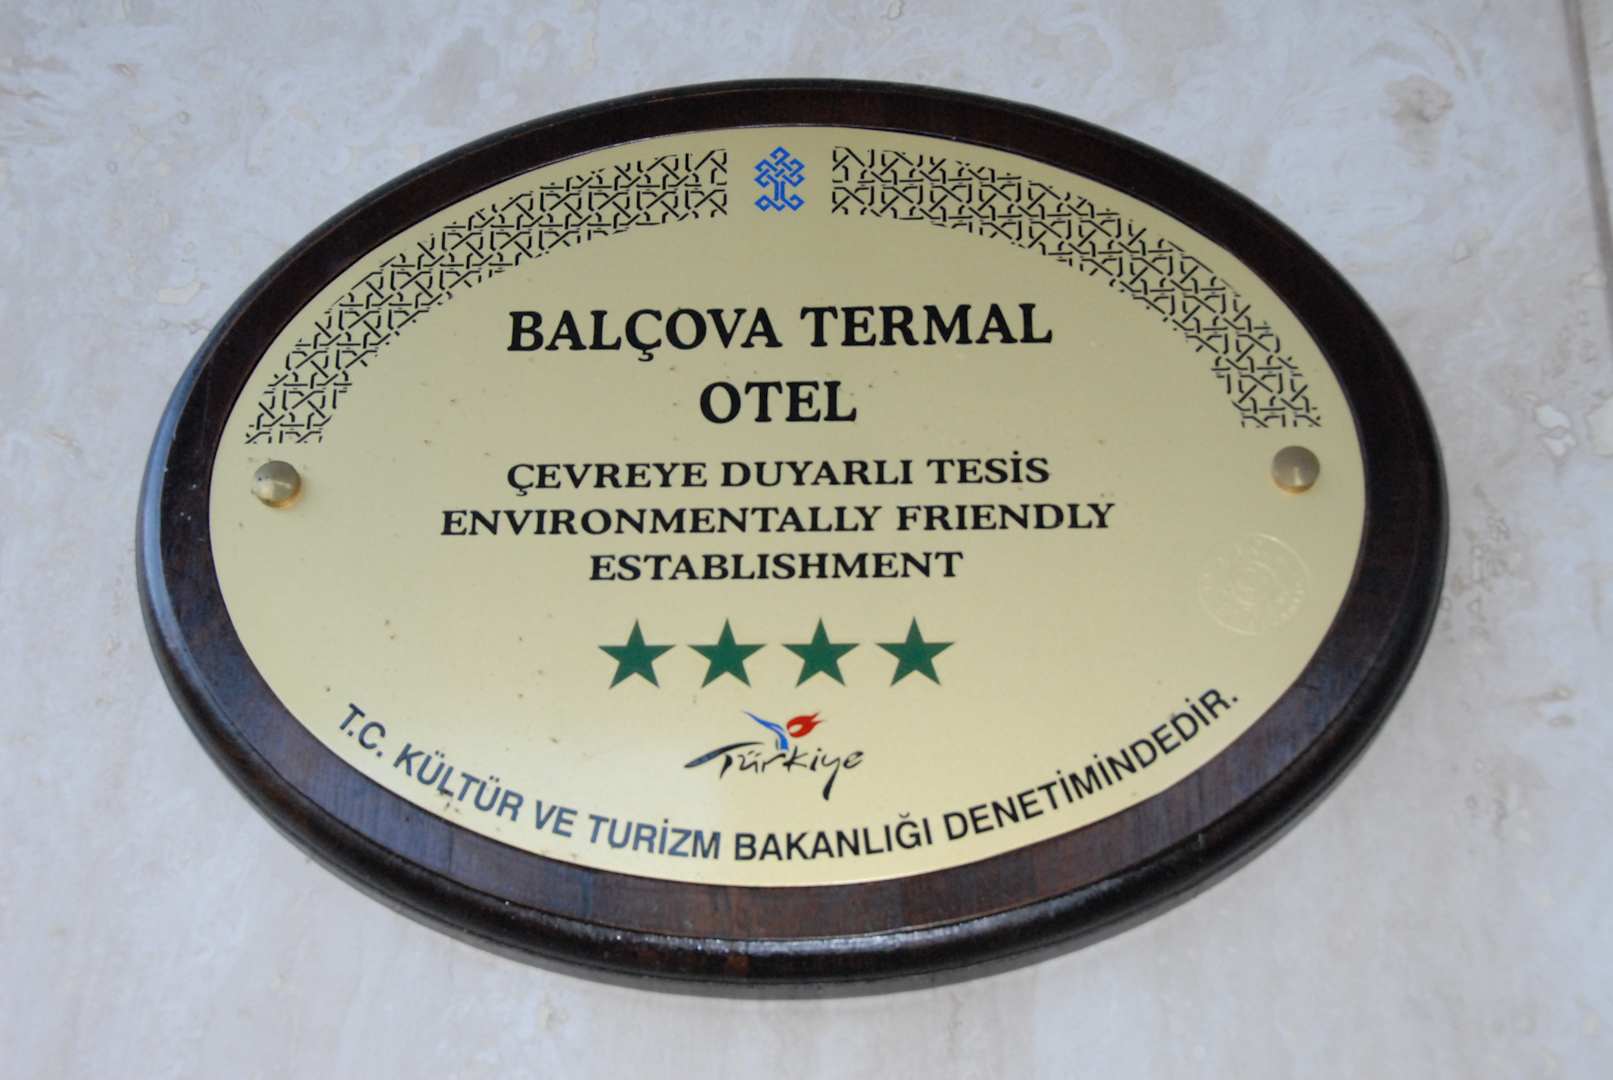 BALÇOVA TERMAL
OTEL
ÇEVREYE DUYARLI TESİS
ENVIRONMENTALLY FRIENDLY
ESTABLISHMENT
Türkiye
T.C. KÜLTÜR VE TURİZM BAKANLIĞI DENETİMİNDEDİR.